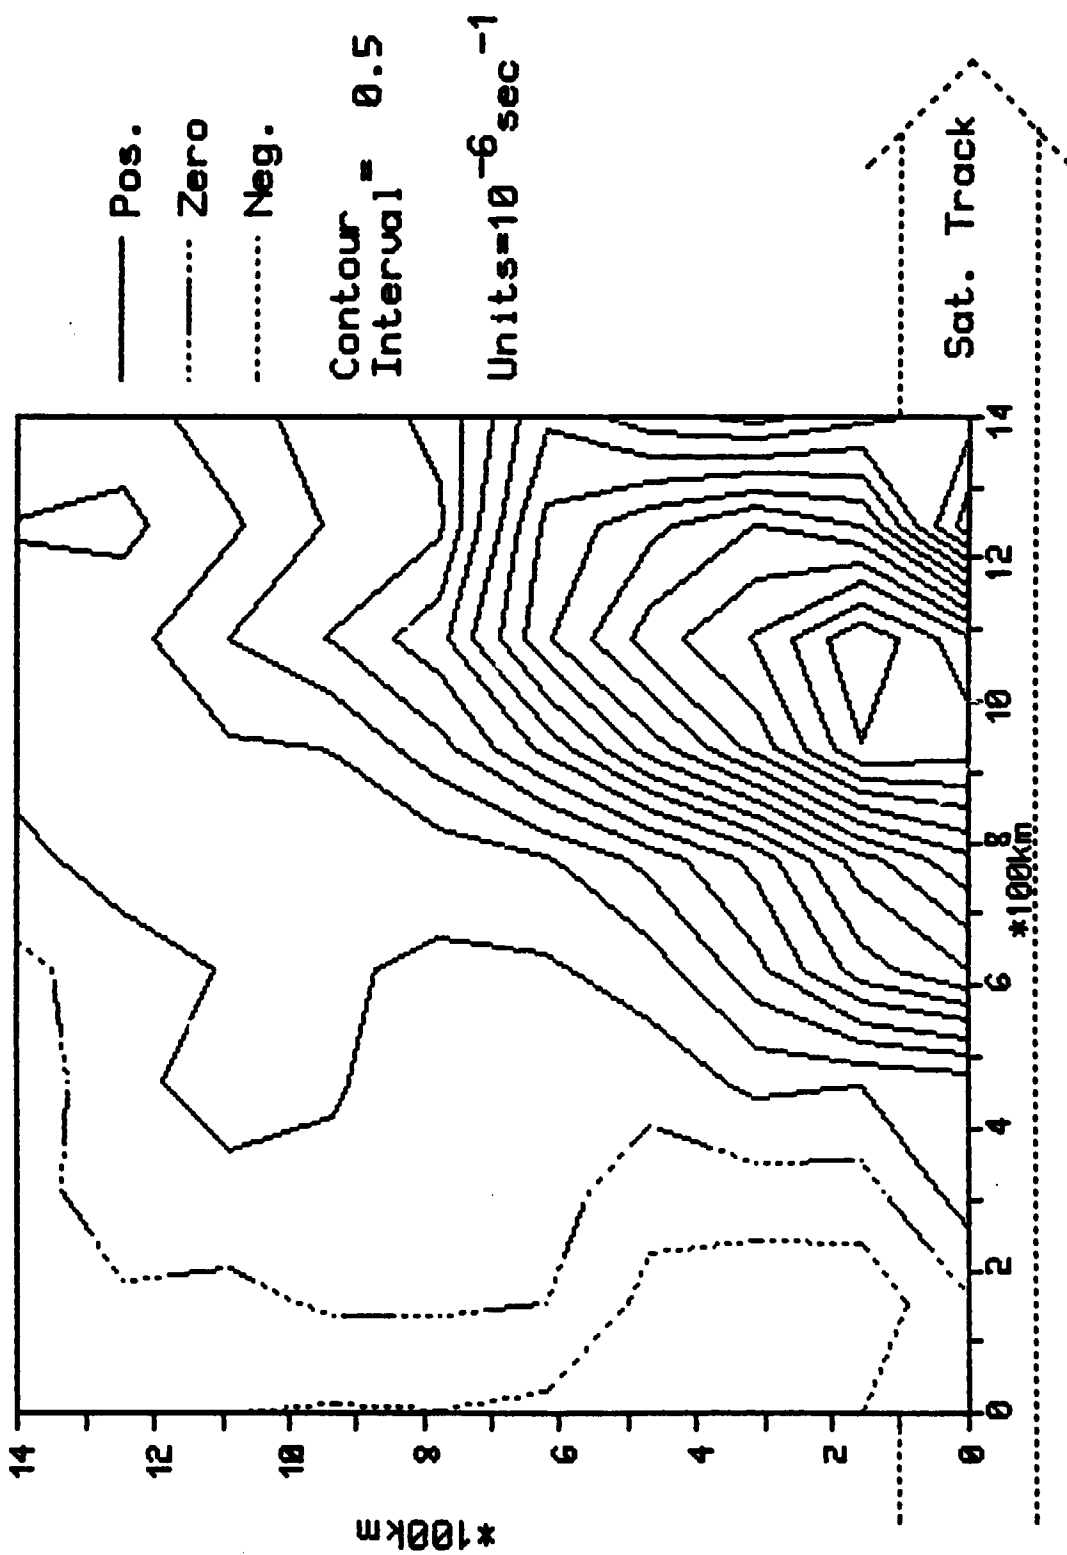 Pos.
Zero
Neg.
Contour
Interval= 0.5
Units=10⁻⁶sec⁻¹
Sat. Track
14
12
10
8
6
4
2
0
*100km
0
2
4
6
8
10
12
14
*100km